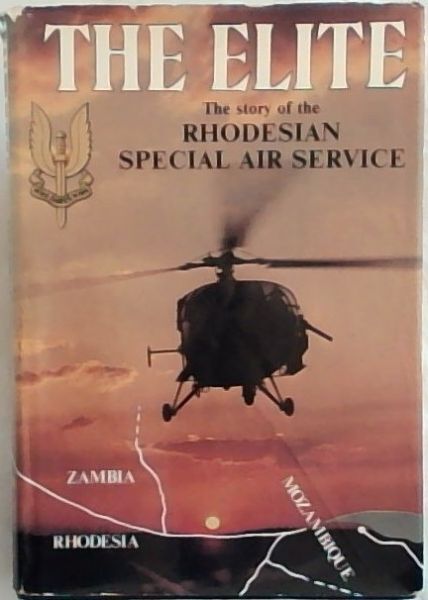 THE ELITE
The story of the
RHODESIAN
SPECIAL AIR SERVICE
ZAMBIA
RHODESIA
MOZAMBIQUE